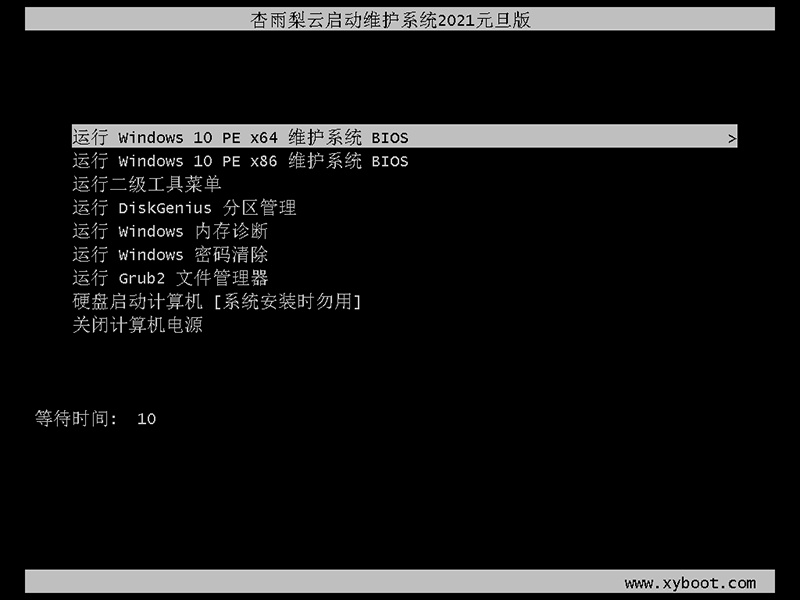 杏雨梨云启动维护系统2021元旦版
运行 Windows 10 PE x64 维护系统 BIOS >
运行 Windows 10 PE x86 维护系统 BIOS
运行二级工具菜单
运行 DiskGenius 分区管理
运行 Windows 内存诊断
运行 Windows 密码清除
运行 Grub2 文件管理器
硬盘启动计算机 [系统安装时勿用]
关闭计算机电源
等待时间: 10
www.xyboot.com